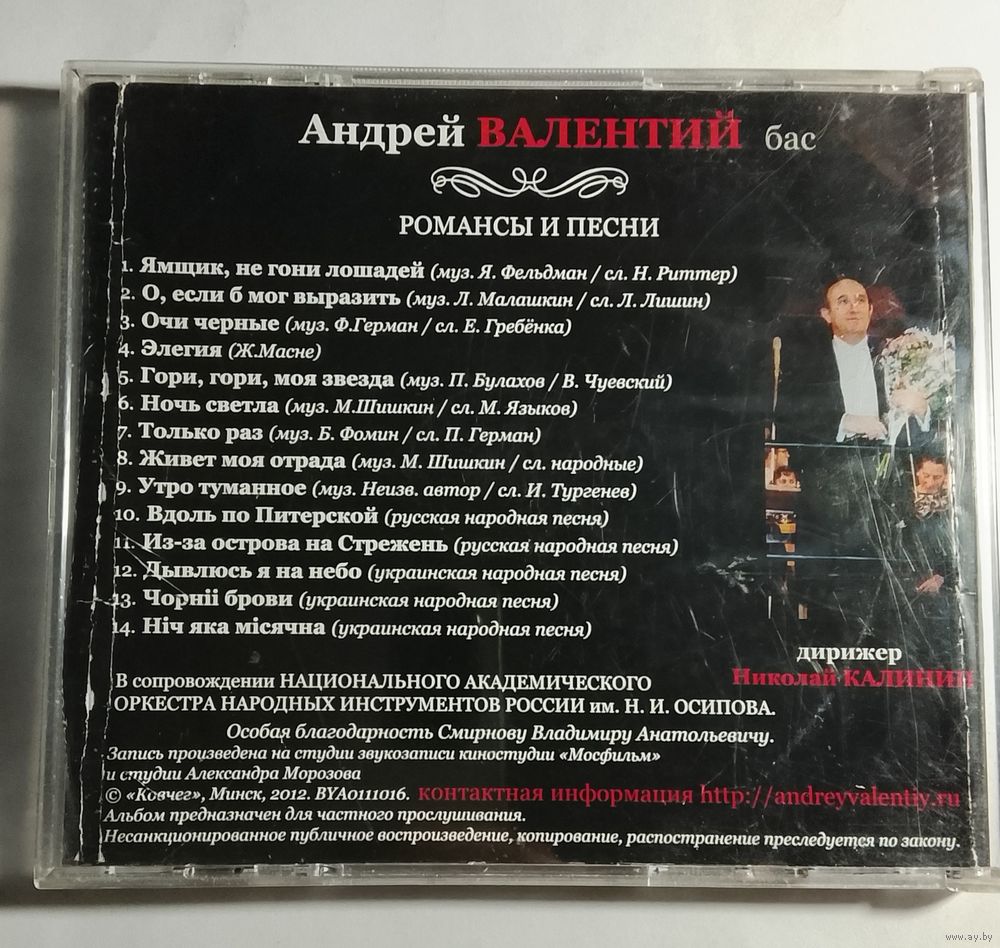 Андрей ВАЛЕНТИЙ бас
РОМАНСЫ И ПЕСНИ
1. Ямщик, не гони лошадей (муз. Я. Фельдман / сл. Н. Риттер)
2. О, если б мог выразить (муз. Л. Малашкин / сл. Л. Лишин)
3. Очи черные (муз. Ф.Герман / сл. Е. Гребёнка)
4. Элегия (Ж.Масне)
5. Гори, гори, моя звезда (муз. П. Булахов / В. Чуевский)
6. Ночь светла (муз. М.Шишкин / сл. М. Языков)
7. Только раз (муз. Б. Фомин / сл. П. Герман)
8. Живет моя отрада (муз. М. Шишкин / сл. народные)
9. Утро туманное (муз. Неизв. автор / сл. И. Тургенев)
10. Вдоль по Питерской (русская народная песня)
11. Из-за острова на Стрежень (русская народная песня)
12. Дывлюсь я на небо (украинская народная песня)
13. Чорнii брови (украинская народная песня)
14. Нiч яка мiсячна (украинская народная песня)
дирижер
Николай КАЛИНИН
В сопровождении НАЦИОНАЛЬНОГО АКАДЕМИЧЕСКОГО
ОРКЕСТРА НАРОДНЫХ ИНСТРУМЕНТОВ РОССИИ им. Н. И. ОСИПОВА.
Особая благодарность Смирнову Владимиру Анатольевичу.
Запись произведена на студии звукозаписи киностудии «Мосфильм»
и студии Александра Морозова
© «Ковчег», Минск, 2012. BYA0111016. контактная информация http://andreyvalentiy.ru
Альбом предназначен для частного прослушивания.
Несанкционированное публичное воспроизведение, копирование, распостранение преследуется по закону.
www.ay.by